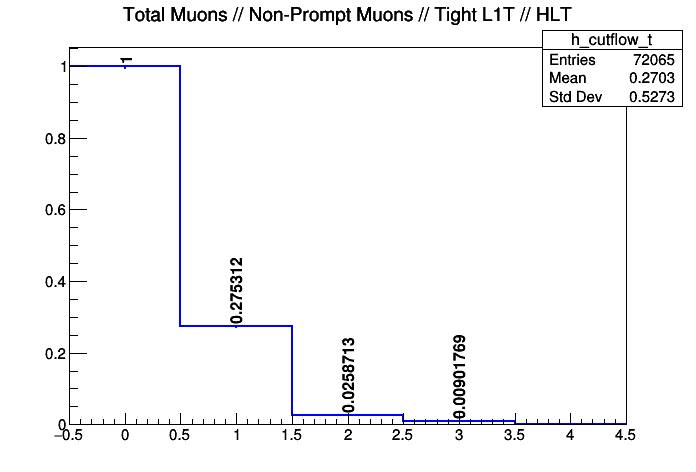 Total Muons // Non-Prompt Muons // Tight L1T // HLT
h_cutflow_t
Entries 72065
Mean 0.2703
Std Dev 0.5273
1
0.8
0.6
0.4
0.2
0
1
0.275312
0.0258713
0.00901769
−0.5 0 0.5 1 1.5 2 2.5 3 3.5 4 4.5